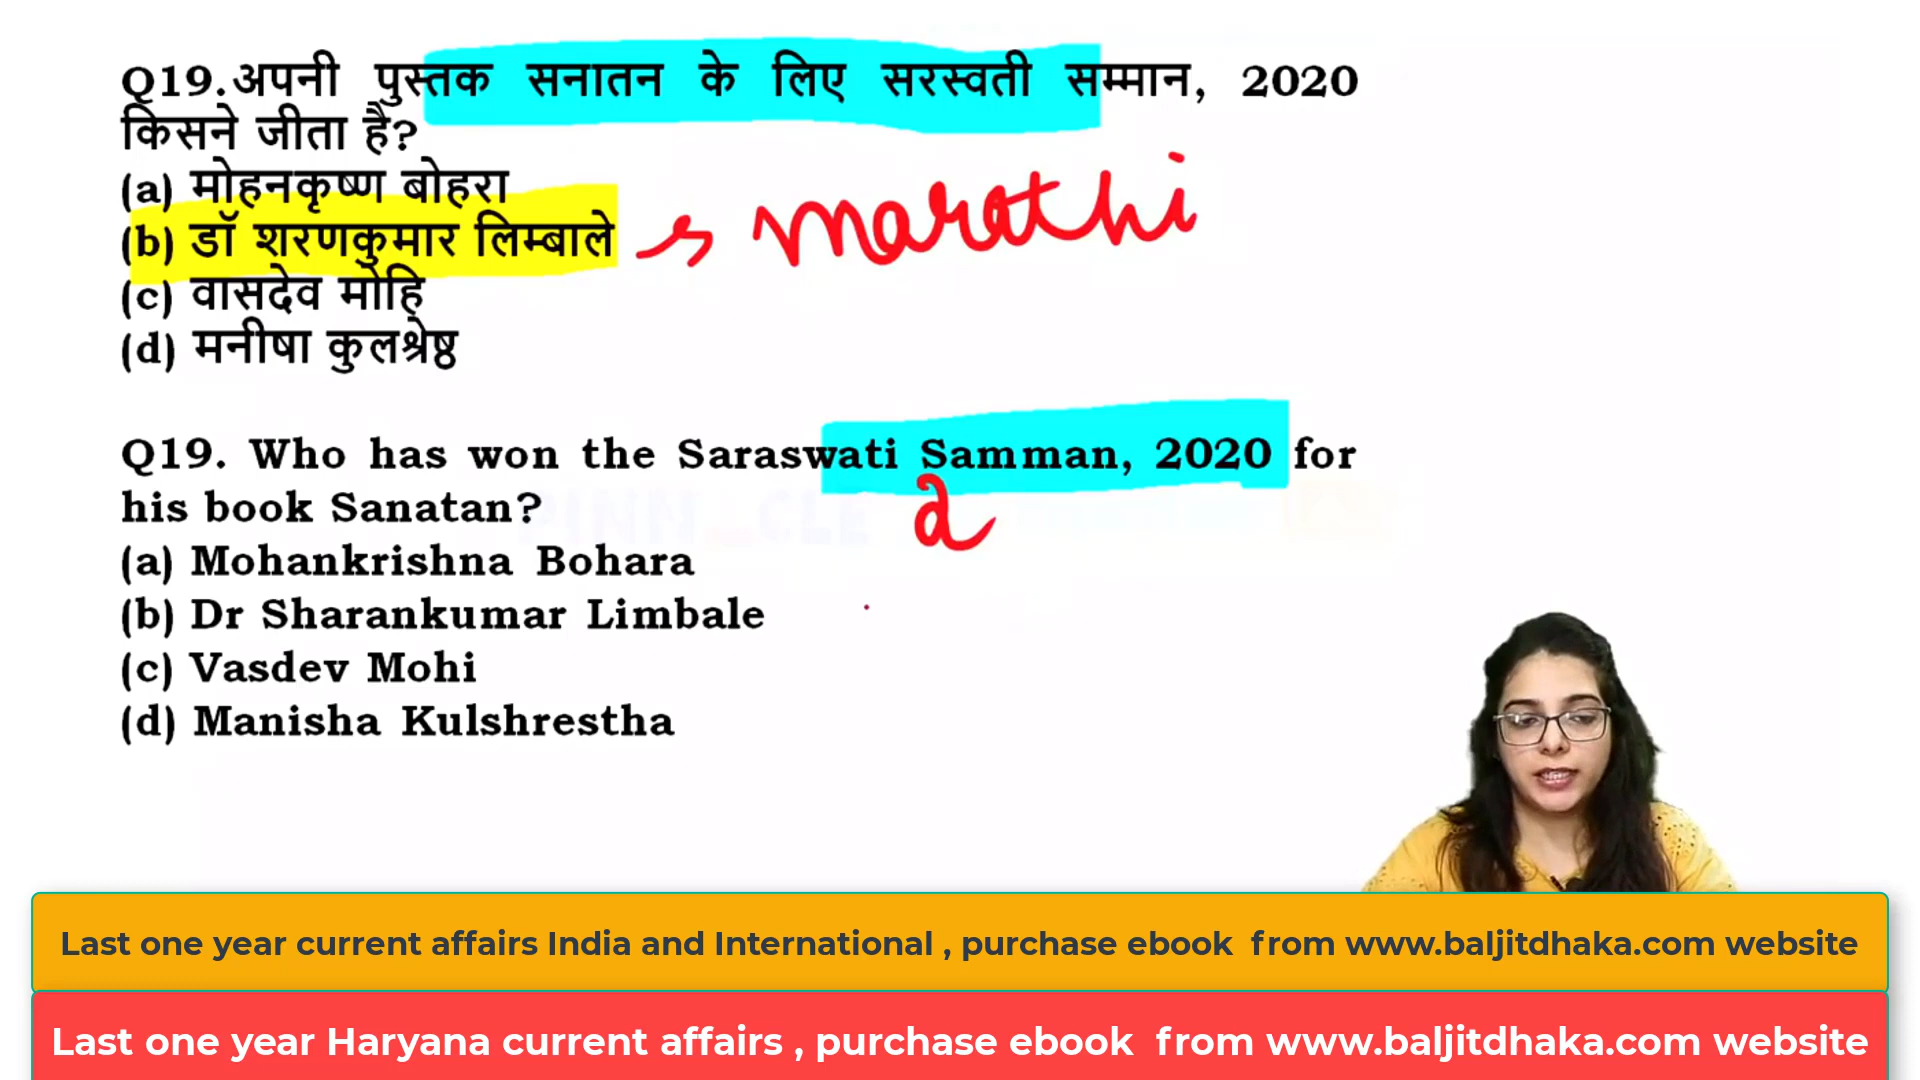 Q19.अपनी पुस्तक सनातन के लिए सरस्वती सम्मान, 2020
किसने जीता है?
(a) मोहनकृष्ण बोहरा
(b) डॉ शरणकुमार लिम्बाले
marathi
(c) वासदेव मोहि
(d) मनीषा कुलश्रेष्ठ
Q19. Who has won the Saraswati Samman, 2020 for
his book Sanatan?
(a) Mohankrishna Bohara
(b) Dr Sharankumar Limbale
(c) Vasdev Mohi
(d) Manisha Kulshrestha
Last one year current affairs India and International , purchase ebook from www.baljitdhaka.com website
Last one year Haryana current affairs , purchase ebook from www.baljitdhaka.com website